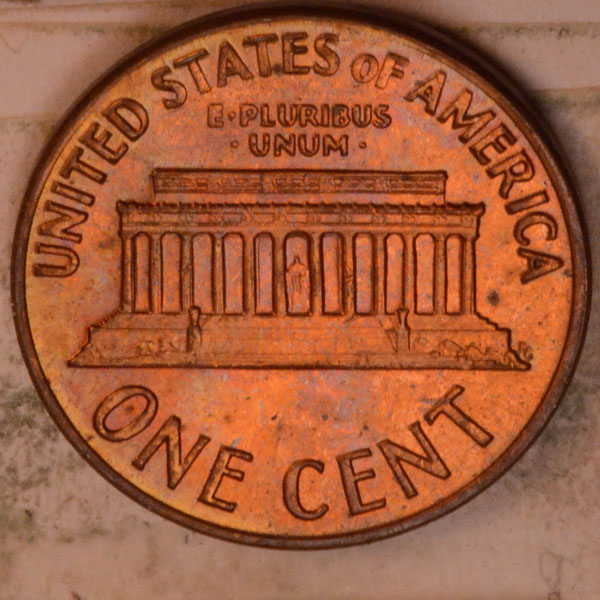 UNITED STATES OF AMERICA
E·PLURIBUS
·UNUM·
ONE CENT